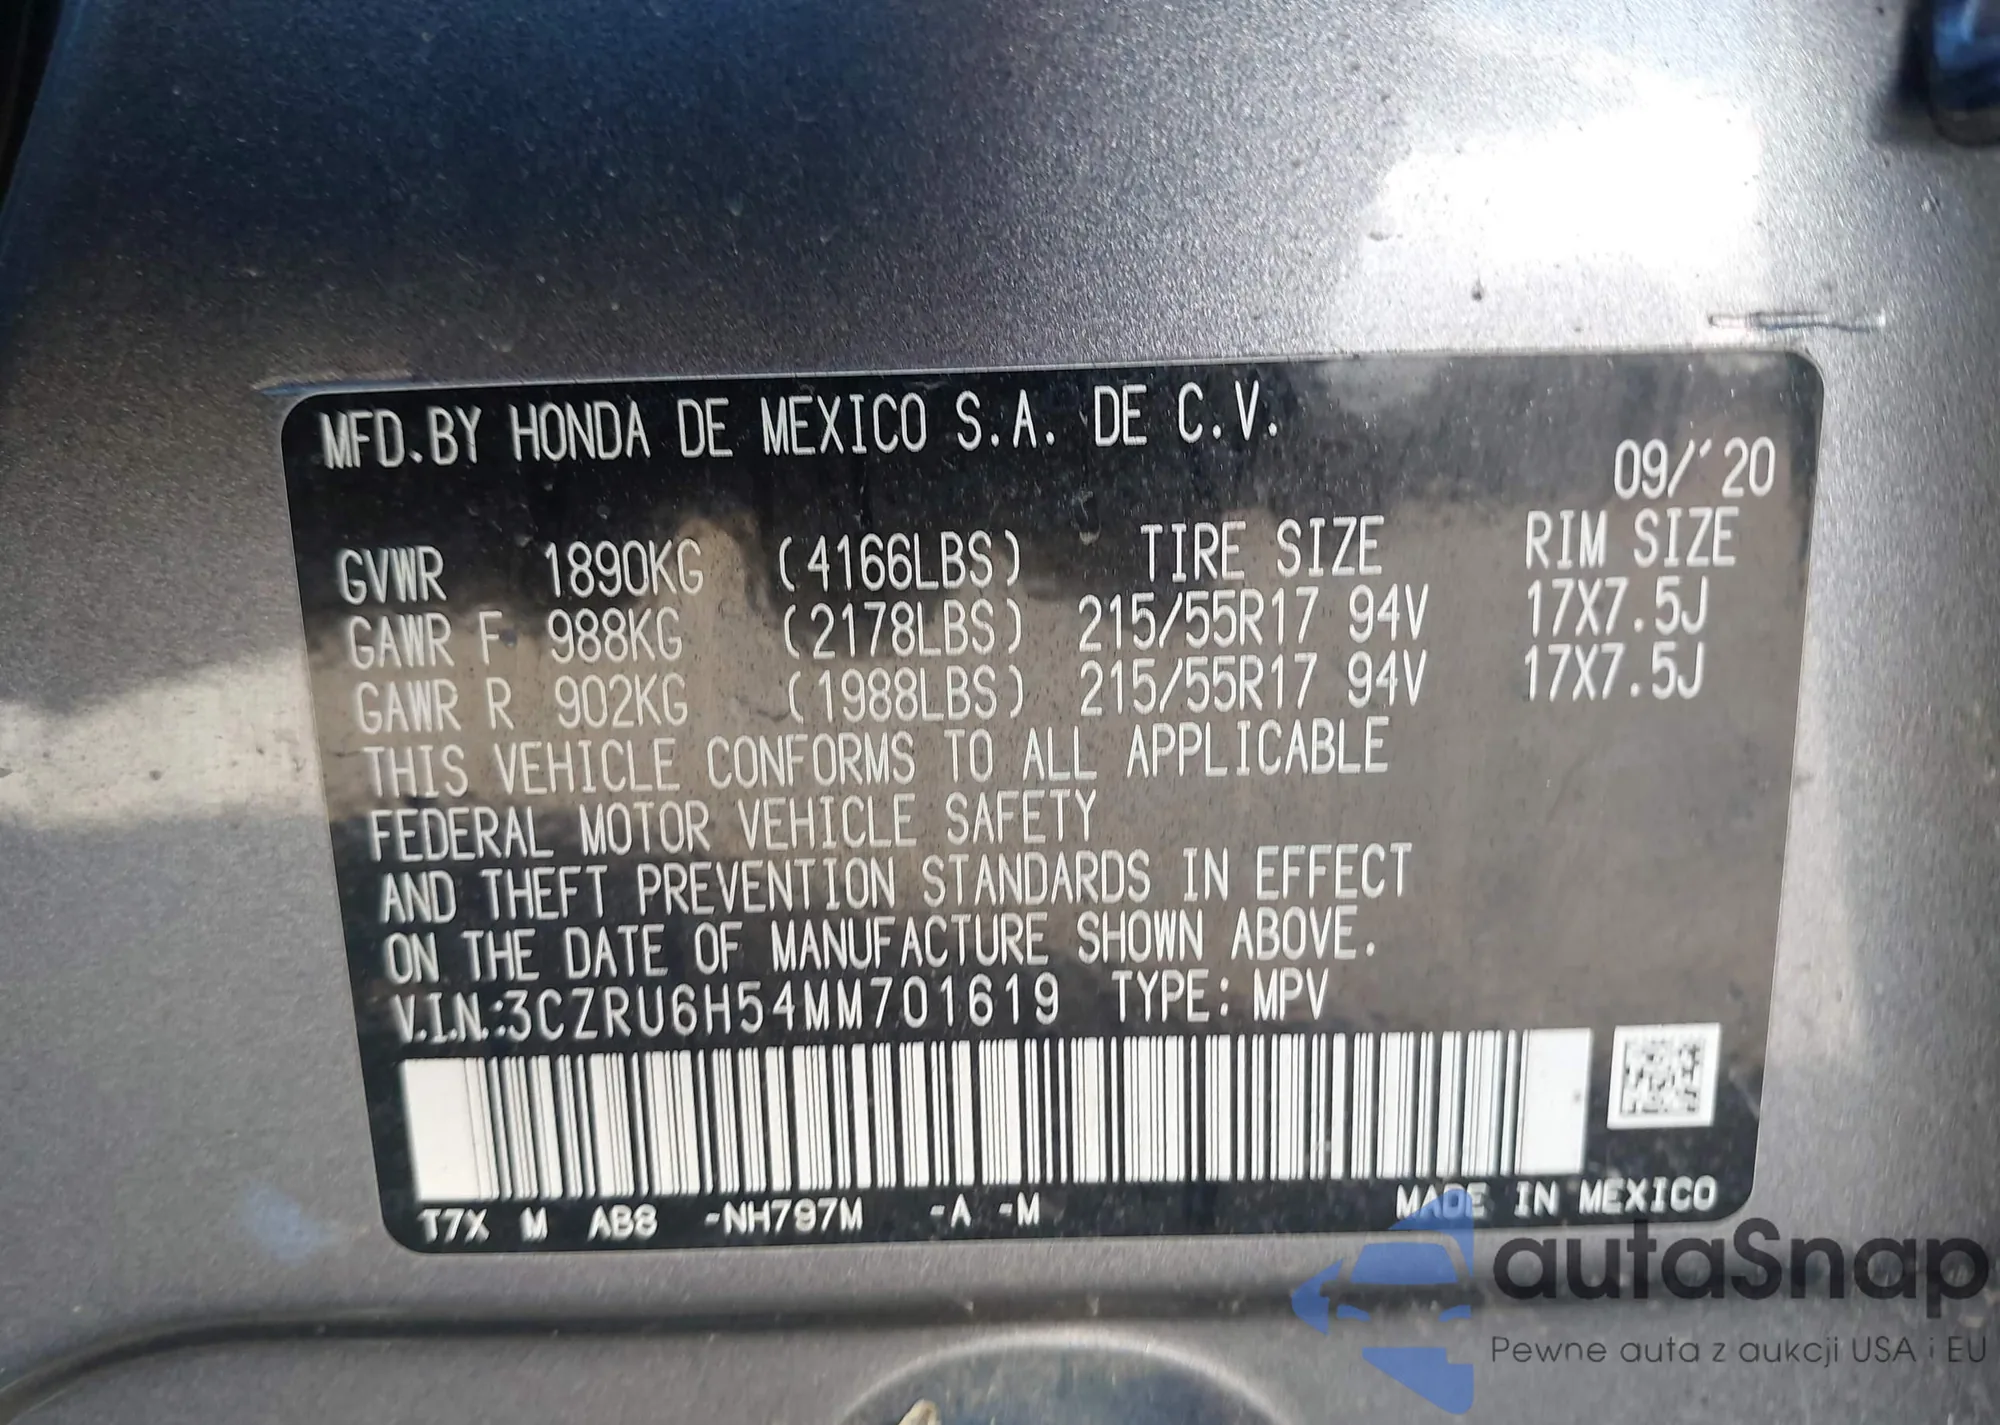 MFD.BY HONDA DE MEXICO S.A. DE C.V.
09/'20
GVWR 1890KG (4166LBS) TIRE SIZE RIM SIZE
GAWR F 988KG (2178LBS) 215/55R17 94V 17X7.5J
GAWR R 902KG (1988LBS) 215/55R17 94V 17X7.5J
THIS VEHICLE CONFORMS TO ALL APPLICABLE
FEDERAL MOTOR VEHICLE SAFETY
AND THEFT PREVENTION STANDARDS IN EFFECT
ON THE DATE OF MANUFACTURE SHOWN ABOVE.
V.I.N.:3CZRU6H54MM701619 TYPE: MPV
T7X M AB8 -NH797M -A -M MADE IN MEXICO
autaSnap
Pewne auta z aukcji USA i EU